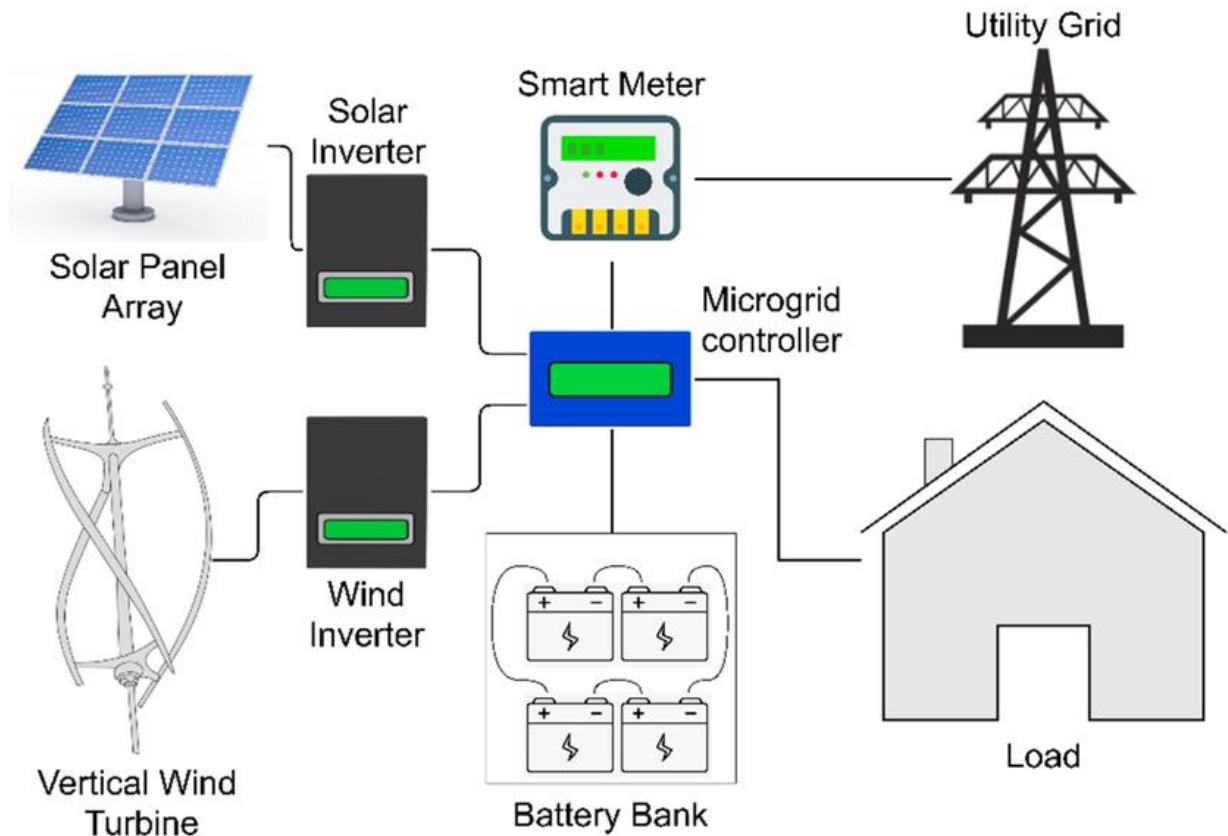 Utility Grid
Smart Meter
Solar
Inverter
Solar Panel
Array
Microgrid
controller
Wind
Inverter
+ − + −
+ − + −
Vertical Wind
Turbine
Battery Bank
Load